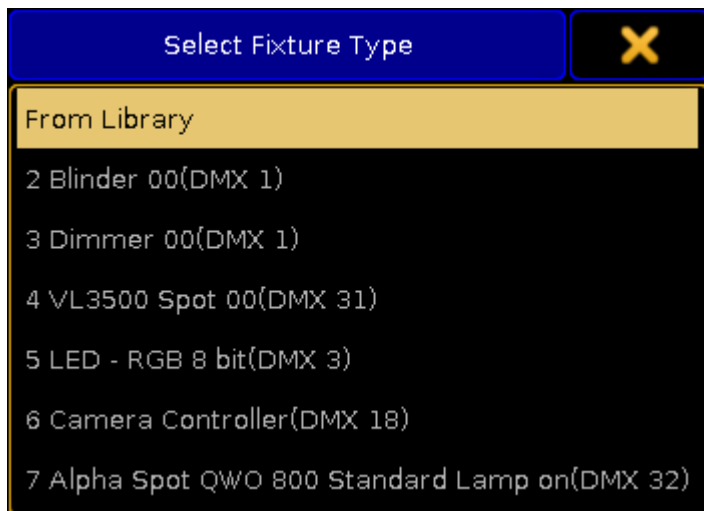 Select Fixture Type
From Library
2 Blinder 00(DMX 1)
3 Dimmer 00(DMX 1)
4 VL3500 Spot 00(DMX 31)
5 LED - RGB 8 bit(DMX 3)
6 Camera Controller(DMX 18)
7 Alpha Spot QWO 800 Standard Lamp on(DMX 32)